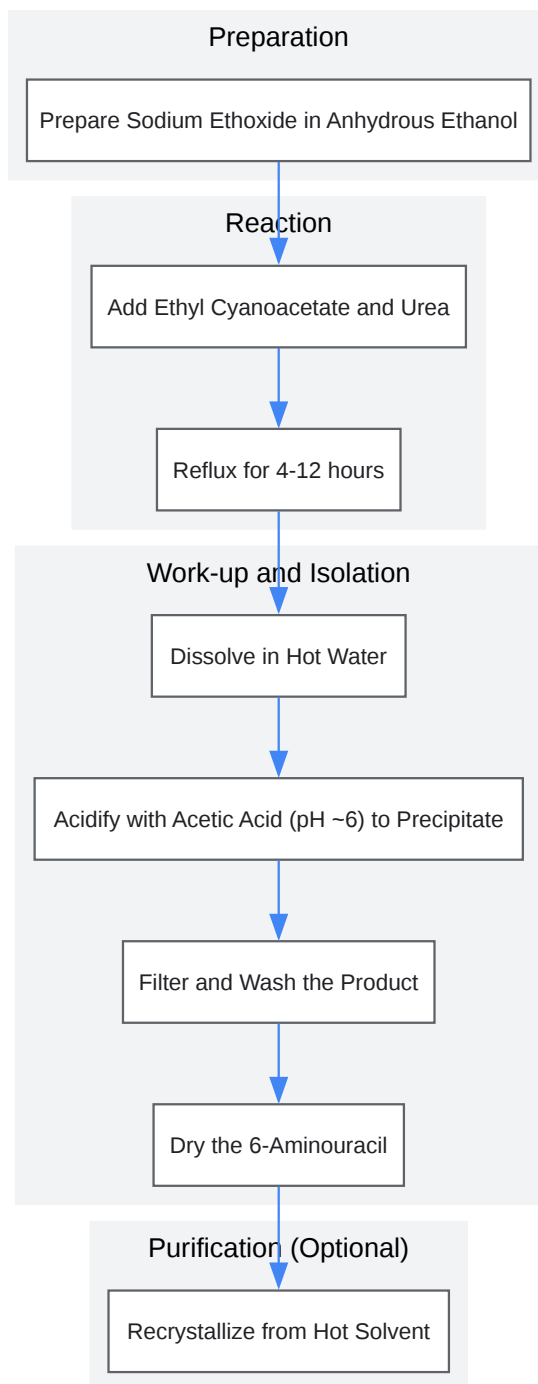 Preparation
Prepare Sodium Ethoxide in Anhydrous Ethanol
Reaction
Add Ethyl Cyanoacetate and Urea
Reflux for 4-12 hours
Work-up and Isolation
Dissolve in Hot Water
Acidify with Acetic Acid (pH ~6) to Precipitate
Filter and Wash the Product
Dry the 6-Aminouracil
Purification (Optional)
Recrystallize from Hot Solvent